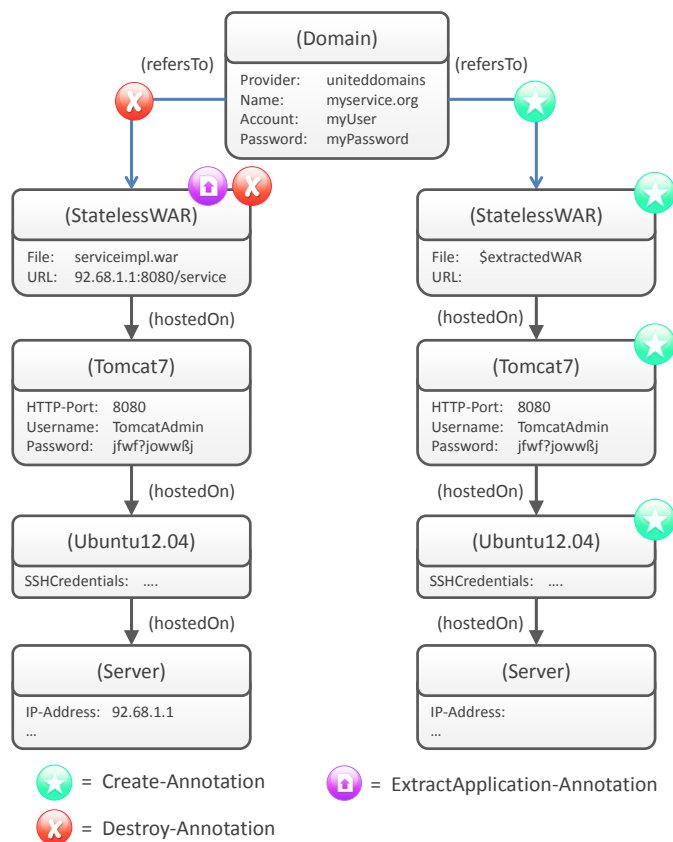 (Domain)
(refersTo)
(refersTo)
Provider: uniteddomains
Name: myservice.org
Account: myUser
Password: myPassword
(StatelessWAR)
File: serviceimpl.war
URL: 92.68.1.1:8080/service
(hostedOn)
(Tomcat7)
HTTP-Port: 8080
Username: TomcatAdmin
Password: jfwf?jowwßj
(hostedOn)
(Ubuntu12.04)
SSHCredentials: ....
(hostedOn)
(Server)
IP-Address: 92.68.1.1
...
(StatelessWAR)
File: $extractedWAR
URL:
(hostedOn)
(Tomcat7)
HTTP-Port: 8080
Username: TomcatAdmin
Password: jfwf?jowwßj
(hostedOn)
(Ubuntu12.04)
SSHCredentials: ....
(hostedOn)
(Server)
IP-Address:
...
= Create-Annotation
= ExtractApplication-Annotation
= Destroy-Annotation